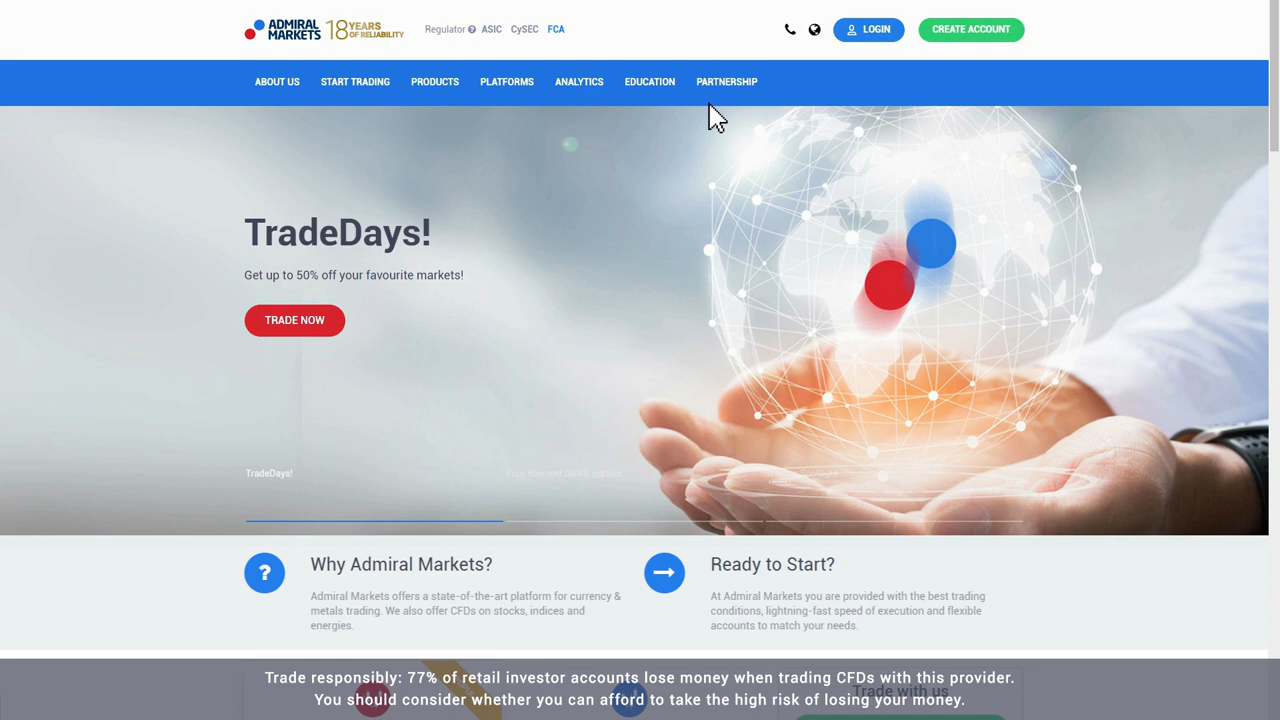 ADMIRAL
MARKETS
18 YEARS
OF RELIABILITY
Regulator ASIC CySEC FCA
LOGIN
CREATE ACCOUNT
ABOUT US START TRADING PRODUCTS PLATFORMS ANALYTICS EDUCATION PARTNERSHIP
TradeDays!
Get up to 50% off your favourite markets!
TRADE NOW
TradeDays!
Why Admiral Markets?
Admiral Markets offers a state-of-the-art platform for currency &
metals trading. We also offer CFDs on stocks, indices and
energies.
Ready to Start?
At Admiral Markets you are provided with the best trading
conditions, lightning-fast speed of execution and flexible
accounts to match your needs.
Trade with us
Trade responsibly: 77% of retail investor accounts lose money when trading CFDs with this provider.
You should consider whether you can afford to take the high risk of losing your money.